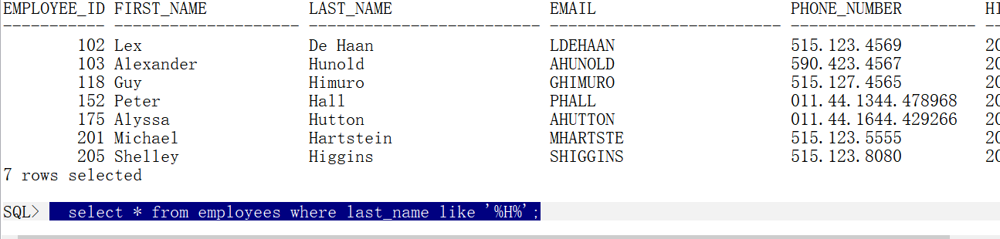 EMPLOYEE_ID FIRST_NAME LAST_NAME EMAIL PHONE_NUMBER HI
----------- -------------------- ------------------------- ------------------------- -------------------- --
102 Lex De Haan LDEHAAN 515.123.4569 20
103 Alexander Hunold AHUNOLD 590.423.4567 20
118 Guy Himuro GHIMURO 515.127.4565 20
152 Peter Hall PHALL 011.44.1344.478968 20
175 Alyssa Hutton AHUTTON 011.44.1644.429266 20
201 Michael Hartstein MHARTSTE 515.123.5555 20
205 Shelley Higgins SHIGGINS 515.123.8080 20
7 rows selected
SQL> select * from employees where last_name like '%H%';